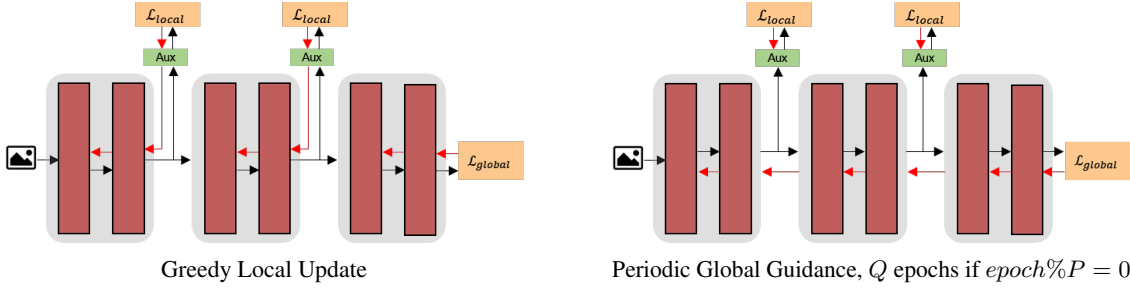 ℒ_local ℒ_local ℒ_local ℒ_local
Aux Aux Aux Aux
ℒ_global ℒ_global
Greedy Local Update
Periodic Global Guidance, Q epochs if epoch%P = 0